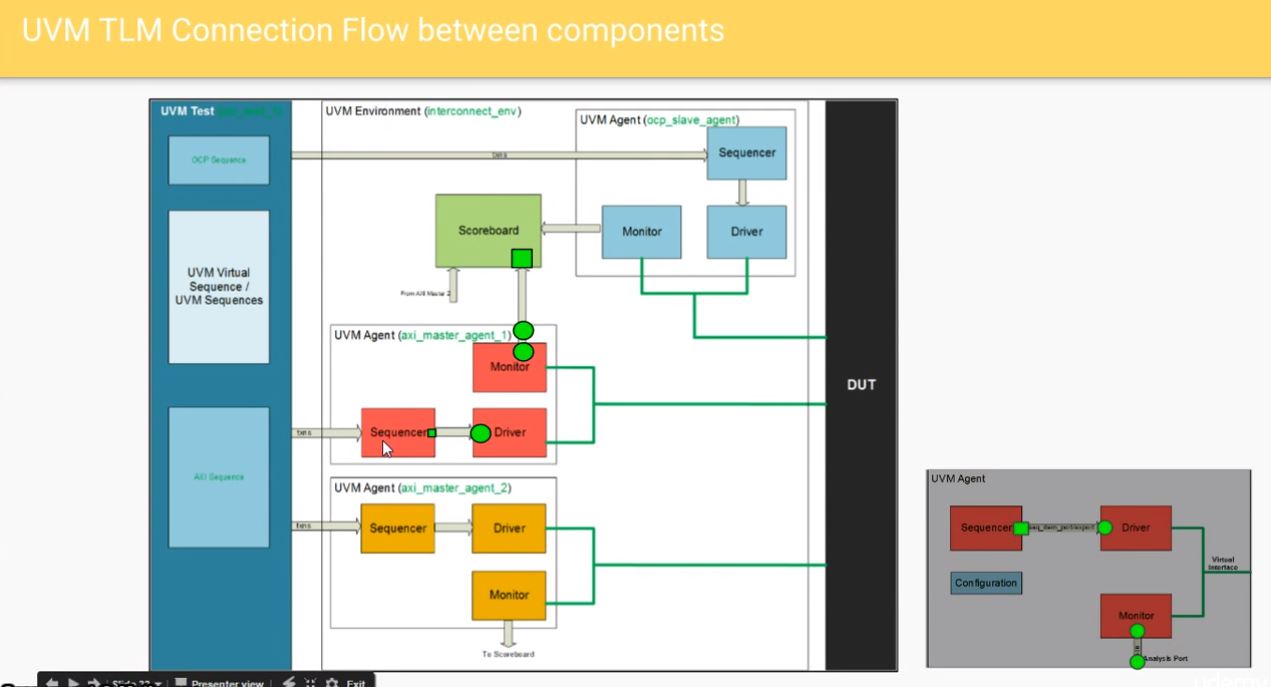 UVM TLM Connection Flow between components
UVM Test
UVM Environment (interconnect_env)
UVM Agent (ocp_slave_agent)
OCP Sequence
txns
Sequencer
Scoreboard
Monitor
Driver
UVM Virtual
Sequence /
UVM Sequences
From AXI Master 2
UVM Agent (axi_master_agent_1)
Monitor
DUT
txns
Sequencer
Driver
AXI Sequence
UVM Agent (axi_master_agent_2)
txns
Sequencer
Driver
Monitor
To Scoreboard
UVM Agent
Sequencer
seq_item_port/export
Driver
Virtual
Interface
Configuration
Monitor
Analysis Port
Presenter view
Exit
udemy